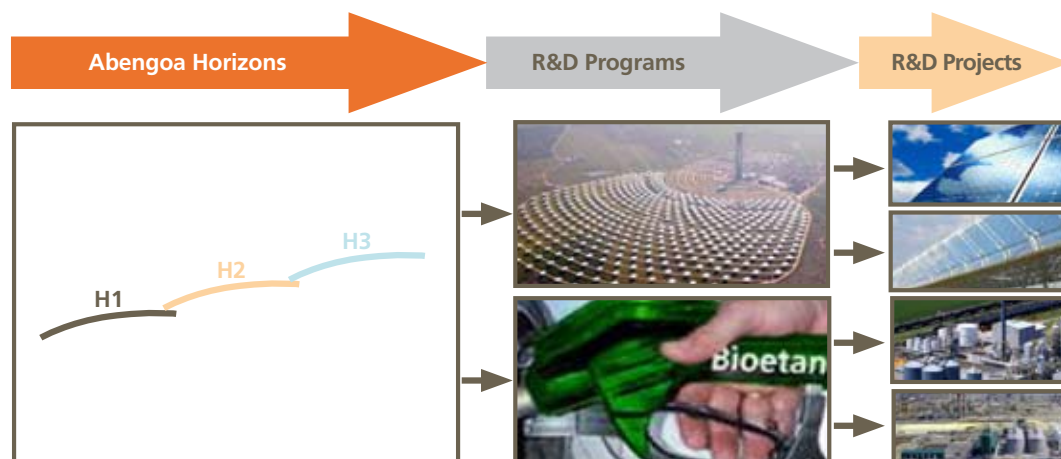 Abengoa Horizons
R&D Programs
R&D Projects
H1
H2
H3
Bioetan